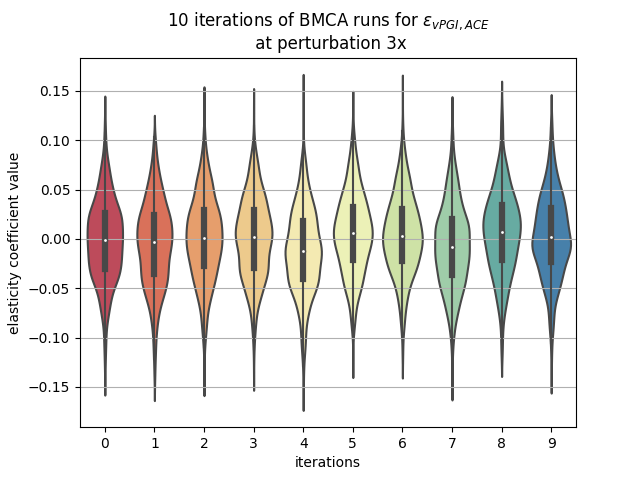 10 iterations of BMCA runs for ε_{vPGI, ACE}
at perturbation 3x
elasticity coefficient value
0.15
0.10
0.05
0.00
−0.05
−0.10
−0.15
0 1 2 3 4 5 6 7 8 9
iterations